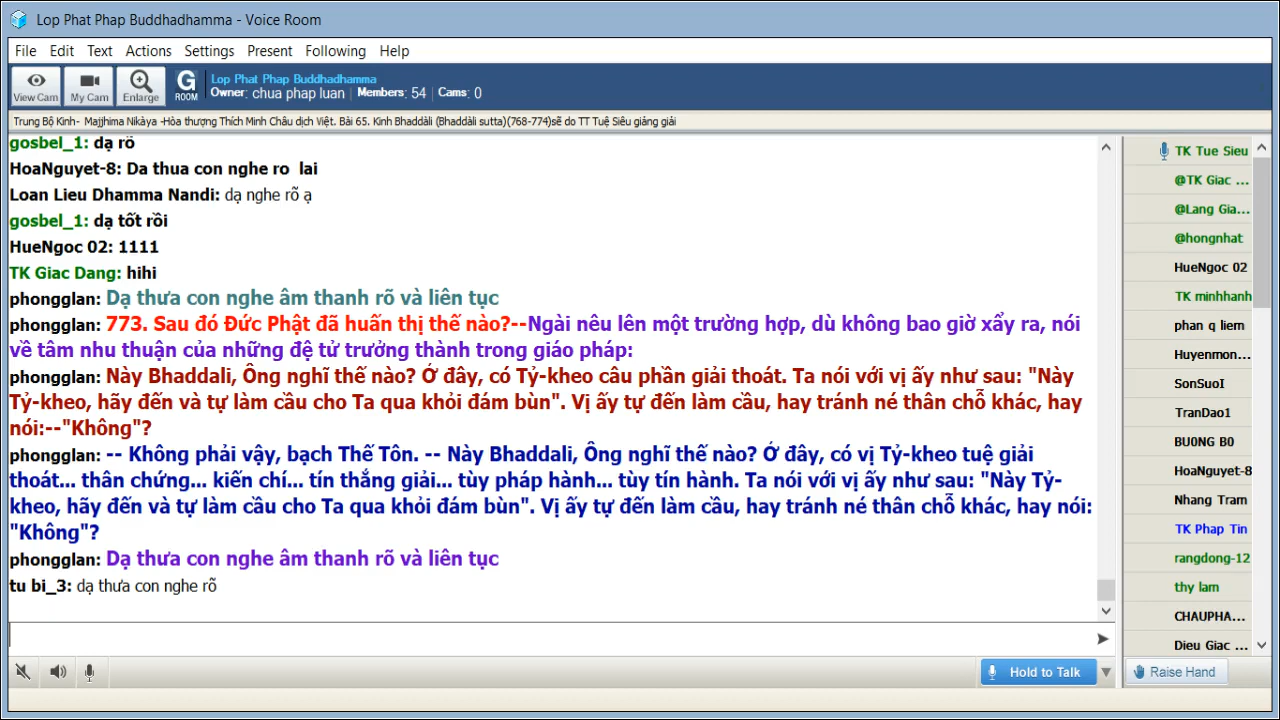 Lop Phat Phap Buddhadhamma - Voice Room
File Edit Text Actions Settings Present Following Help
View Cam My Cam Enlarge G ROOM
Lop Phat Phap Buddhadhamma
Owner: chua phap luan | Members: 54 | Cams: 0
Trung Bộ Kinh- Majjhima Nikàya -Hòa thượng Thích Minh Châu dịch Việt. Bài 65. Kinh Bhaddàli (Bhaddàli sutta)(768-774)sẽ do TT Tuệ Siêu giảng giải
gosbel_1: dạ rõ
HoaNguyet-8: Da thua con nghe ro lai
Loan Lieu Dhamma Nandi: dạ nghe rõ ạ
gosbel_1: dạ tốt rồi
HueNgoc 02: 1111
TK Giac Dang: hihi
phongglan: Dạ thưa con nghe âm thanh rõ và liên tục
phongglan: 773. Sau đó Đức Phật đã huấn thị thế nào?--Ngài nêu lên một trường hợp, dù không bao giờ xẩy ra, nói
về tâm nhu thuận của những đệ tử trưởng thành trong giáo pháp:
phongglan: Này Bhaddali, Ông nghĩ thế nào? Ở đây, có Tỷ-kheo câu phần giải thoát. Ta nói với vị ấy như sau: "Này
Tỷ-kheo, hãy đến và tự làm cầu cho Ta qua khỏi đám bùn". Vị ấy tự đến làm cầu, hay tránh né thân chỗ khác, hay
nói:--"Không"?
phongglan: -- Không phải vậy, bạch Thế Tôn. -- Này Bhaddali, Ông nghĩ thế nào? Ở đây, có vị Tỷ-kheo tuệ giải
thoát... thân chứng... kiến chí... tín thắng giải... tùy pháp hành... tùy tín hành. Ta nói với vị ấy như sau: "Này Tỷ-
kheo, hãy đến và tự làm cầu cho Ta qua khỏi đám bùn". Vị ấy tự đến làm cầu, hay tránh né thân chỗ khác, hay nói:
"Không"?
phongglan: Dạ thưa con nghe âm thanh rõ và liên tục
tu bi_3: dạ thưa con nghe rõ
TK Tue Sieu
@TK Giac ...
@Lang Gia...
@hongnhat
HueNgoc 02
TK minhhanh
phan q liem
Huyenmon...
SonSuoI
TranDao1
BU0NG B0
HoaNguyet-8
Nhang Tram
TK Phap Tin
rangdong-12
thy lam
CHAUPHA...
Dieu Giac ...
Hold to Talk
Raise Hand